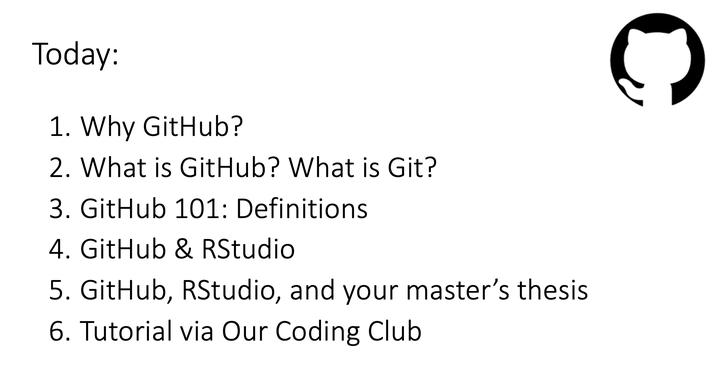 Today:
1. Why GitHub?
2. What is GitHub? What is Git?
3. GitHub 101: Definitions
4. GitHub & RStudio
5. GitHub, RStudio, and your master’s thesis
6. Tutorial via Our Coding Club